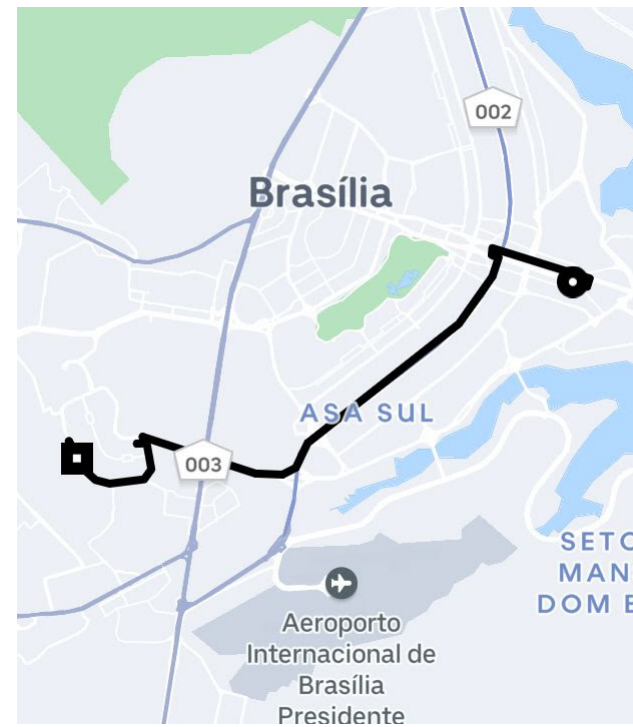 002
Brasília
ASA SUL
003
SETO
MAN
DOM E
Aeroporto
Internacional de
Brasília
Presidente